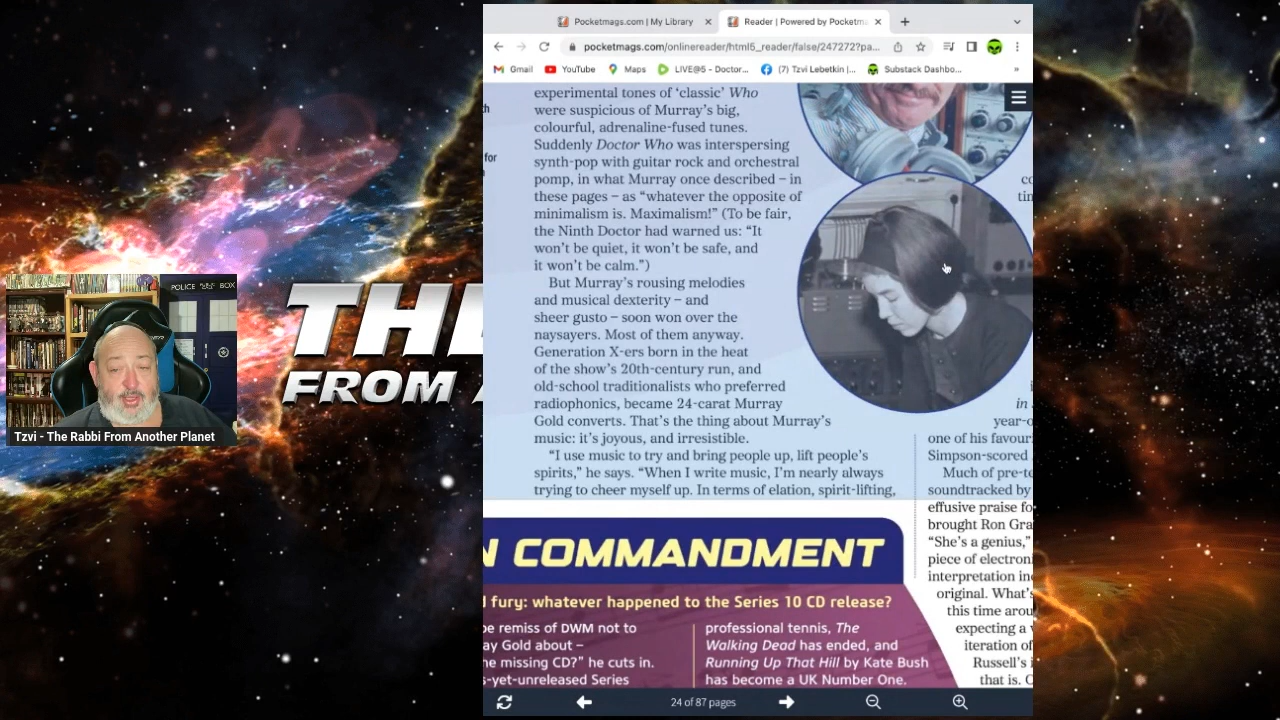 Pocketmags.com | My Library
Reader | Powered by Pocketm
pocketmags.com/onlinereader/html5_reader/false/247272?pa...
Gmail
YouTube
Maps
LIVE@5 - Doctor...
(7) Tzvi Lebetkin |...
Substack Dashbo...
»
experimental tones of ‘classic’ Who
were suspicious of Murray’s big,
colourful, adrenaline-fused tunes.
Suddenly Doctor Who was interspersing
synth-pop with guitar rock and orchestral
pomp, in what Murray once described – in
these pages – as “whatever the opposite of
minimalism is. Maximalism!” (To be fair,
the Ninth Doctor had warned us: “It
won’t be quiet, it won’t be safe, and
it won’t be calm.”)
But Murray’s rousing melodies
and musical dexterity – and
sheer gusto – soon won over the
naysayers. Most of them anyway.
Generation X-ers born in the heat
of the show’s 20th-century run, and
old-school traditionalists who preferred
radiophonics, became 24-carat Murray
Gold converts. That’s the thing about Murray’s
music: it’s joyous, and irresistible.
“I use music to try and bring people up, lift people’s
spirits,” he says. “When I write music, I’m nearly always
trying to cheer myself up. In terms of elation, spirit-lifting,
for
co
tin
in
year-o
one of his favour
Simpson-scored
Much of pre-te
soundtracked by
effusive praise fo
brought Ron Gra
“She’s a genius,”
piece of electron
interpretation in
original. What’s
this time arou
expecting a
iteration of
Russell’s i
that is. C
N COMMANDMENT
d fury: whatever happened to the Series 10 CD release?
be remiss of DWM not to
ay Gold about –
he missing CD?” he cuts in.
s-yet-unreleased Series
professional tennis, The
Walking Dead has ended, and
Running Up That Hill by Kate Bush
has become a UK Number One.
24 of 87 pages
POLICE BOX
Tzvi - The Rabbi From Another Planet
THE
FROM A